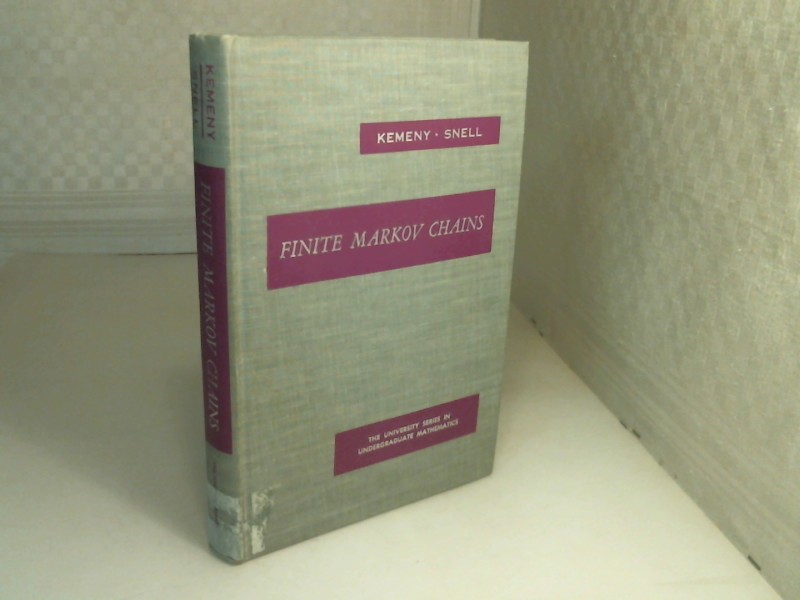 KEMENY
SNELL
FINITE MARKOV CHAINS
KEMENY · SNELL
FINITE MARKOV CHAINS
THE UNIVERSITY SERIES IN
UNDERGRADUATE MATHEMATICS